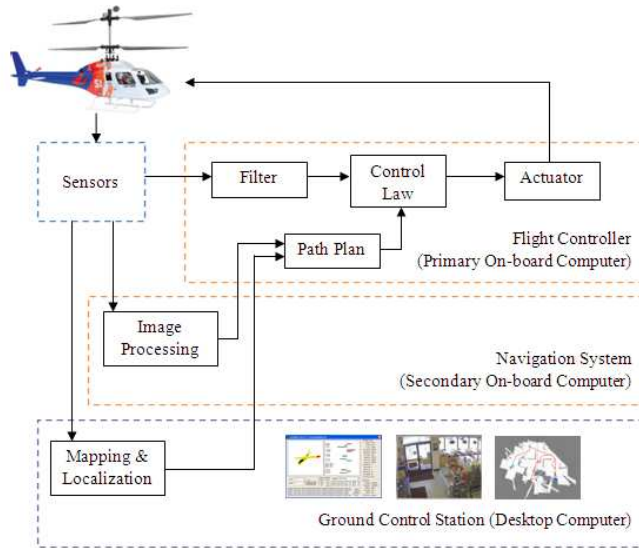 Sensors
Filter
Control
Law
Actuator
Path Plan
Flight Controller
(Primary On-board Computer)
Image
Processing
Navigation System
(Secondary On-board Computer)
Mapping &
Localization
Ground Control Station (Desktop Computer)